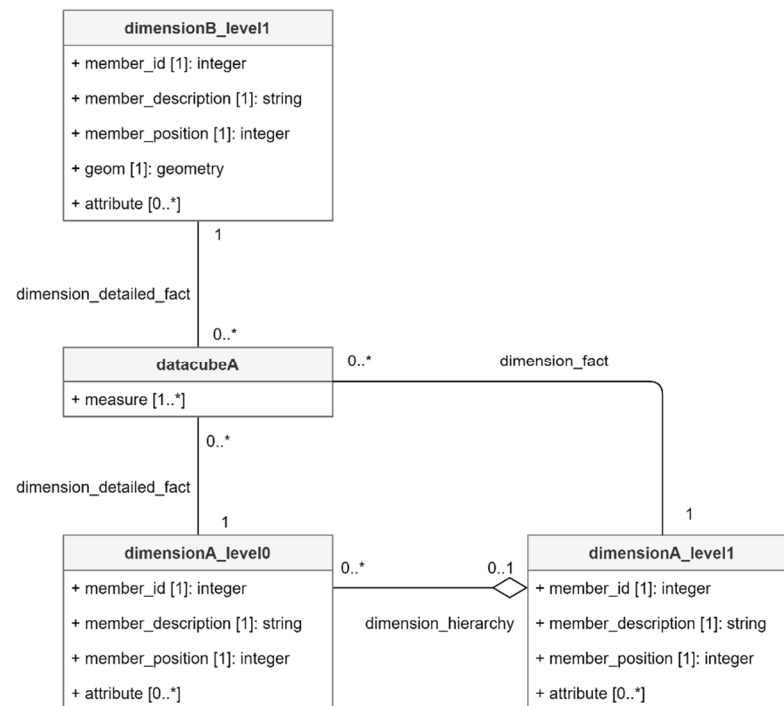 dimensionB_level1
+ member_id [1]: integer
+ member_description [1]: string
+ member_position [1]: integer
+ geom [1]: geometry
+ attribute [0..*]
1
dimension_detailed_fact
0..*
datacubeA
+ measure [1..*]
0..*
dimension_fact
0..*
dimension_detailed_fact
1
1
dimensionA_level0
+ member_id [1]: integer
+ member_description [1]: string
+ member_position [1]: integer
+ attribute [0..*]
0..*
0..1
dimension_hierarchy
dimensionA_level1
+ member_id [1]: integer
+ member_description [1]: string
+ member_position [1]: integer
+ attribute [0..*]